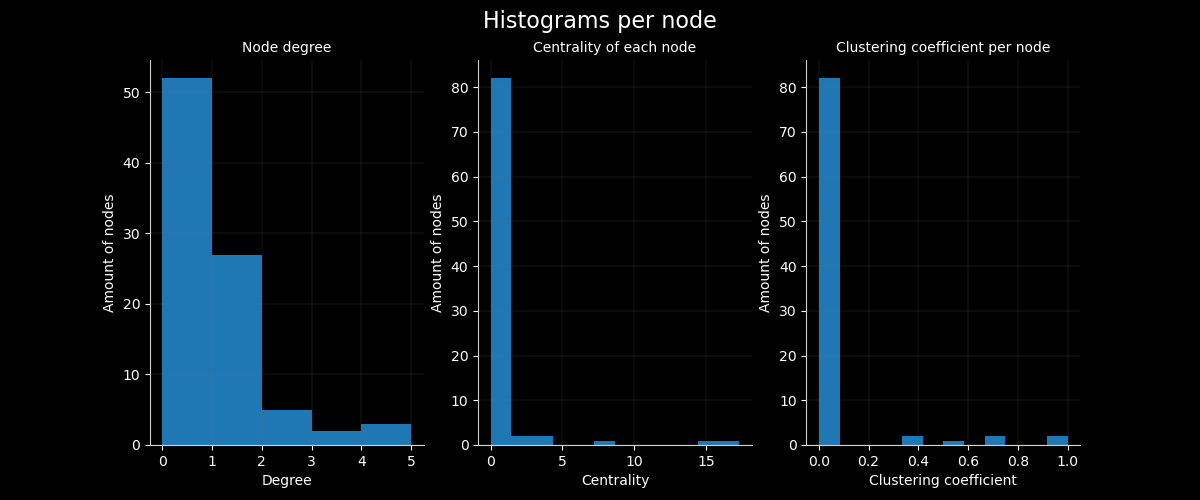 Histograms per node
Node degree
Centrality of each node
Clustering coefficient per node
Amount of nodes
50
40
30
20
10
0
0 1 2 3 4 5
Degree
Amount of nodes
80
70
60
50
40
30
20
10
0
0 5 10 15
Centrality
Amount of nodes
80
70
60
50
40
30
20
10
0
0.0 0.2 0.4 0.6 0.8 1.0
Clustering coefficient